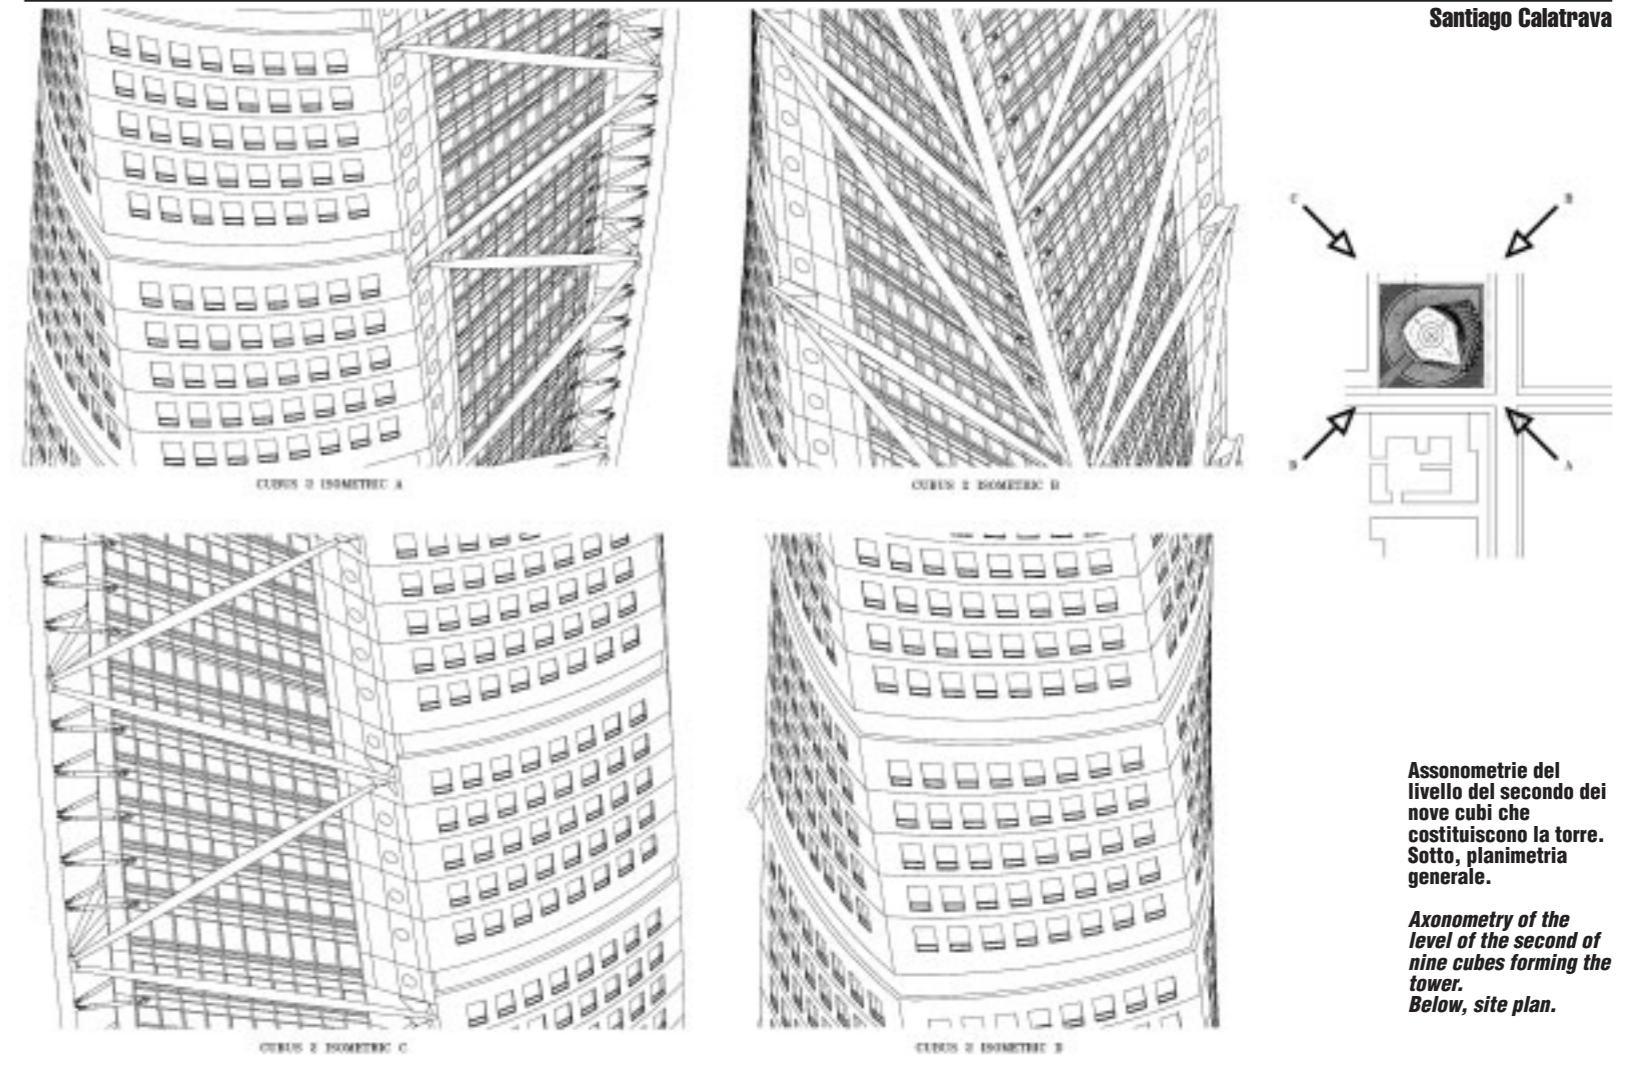 Santiago Calatrava
C
B
D
A
CUBUS 2 ISOMETRIC A
CUBUS 2 ISOMETRIC B
CUBUS 2 ISOMETRIC C
CUBUS 2 ISOMETRIC D
Assonometrie del
livello del secondo dei
nove cubi che
costituiscono la torre.
Sotto, planimetria
generale.
Axonometry of the
level of the second of
nine cubes forming the
tower.
Below, site plan.